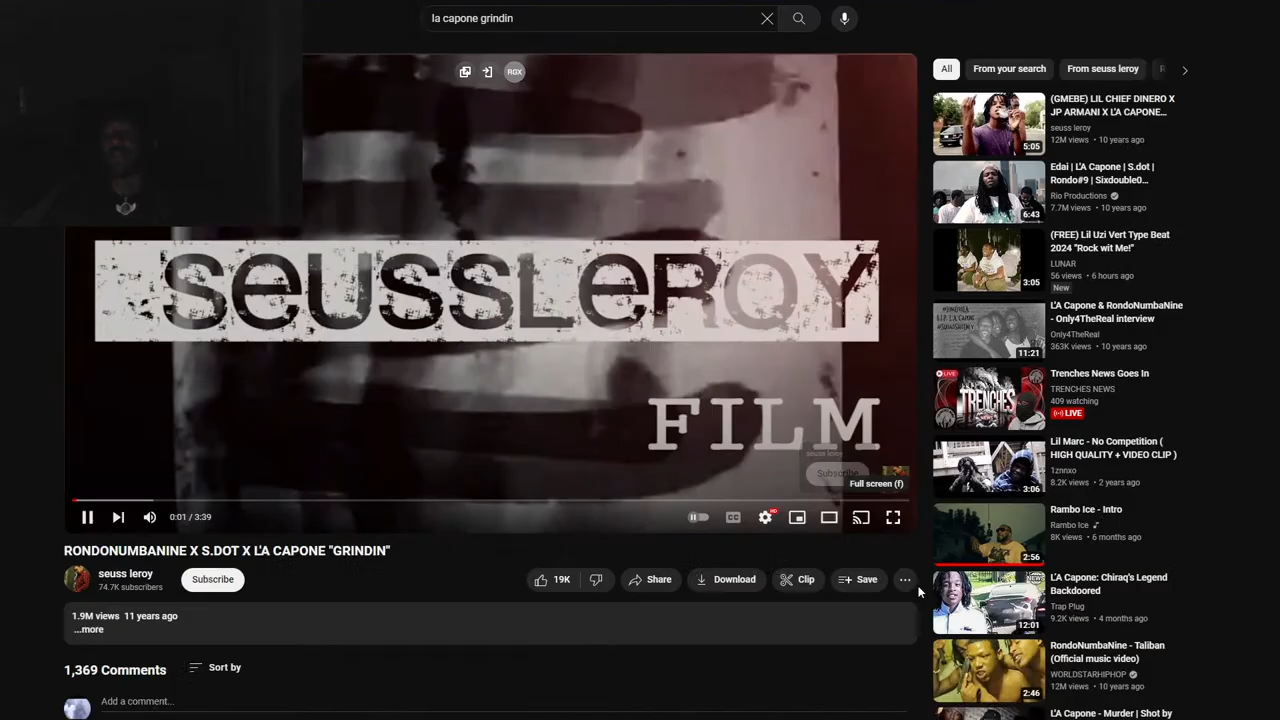 la capone grindin
RGX
SEUSSLEROY
FILM
seuss leroy
Subscribe
Full screen (f)
0:01 / 3:39
CC
HD
RONDONUMBANINE X S.DOT X L'A CAPONE "GRINDIN"
seuss leroy
74.7K subscribers
Subscribe
19K
Share
Download
Clip
Save
1.9M views 11 years ago
...more
1,369 Comments
Sort by
Add a comment...
All
From your search
From seuss leroy
(GMEBE) LIL CHIEF DINERO X
JP ARMANI X L'A CAPONE...
seuss leroy
12M views • 10 years ago
5:05
Edai | L'A Capone | S.dot |
Rondo#9 | Sixdouble0...
Rio Productions
7.7M views • 10 years ago
6:43
(FREE) Lil Uzi Vert Type Beat
2024 "Rock wit Me!"
LUNAR
56 views • 6 hours ago
New
3:05
L'A Capone & RondoNumbaNine
- Only4TheReal interview
Only4TheReal
363K views • 10 years ago
11:21
Trenches News Goes In
TRENCHES NEWS
409 watching
LIVE
LIVE
TRENCHES
Lil Marc - No Competition (
HIGH QUALITY + VIDEO CLIP )
1znnxo
8.2K views • 2 years ago
3:06
Rambo Ice - Intro
Rambo Ice
8K views • 6 months ago
2:56
L'A Capone: Chiraq's Legend
Backdoored
Trap Plug
9.2K views • 4 months ago
12:01
RondoNumbaNine - Taliban
(Official music video)
WORLDSTARHIPHOP
12M views • 10 years ago
2:46
L'A Capone - Murder | Shot by